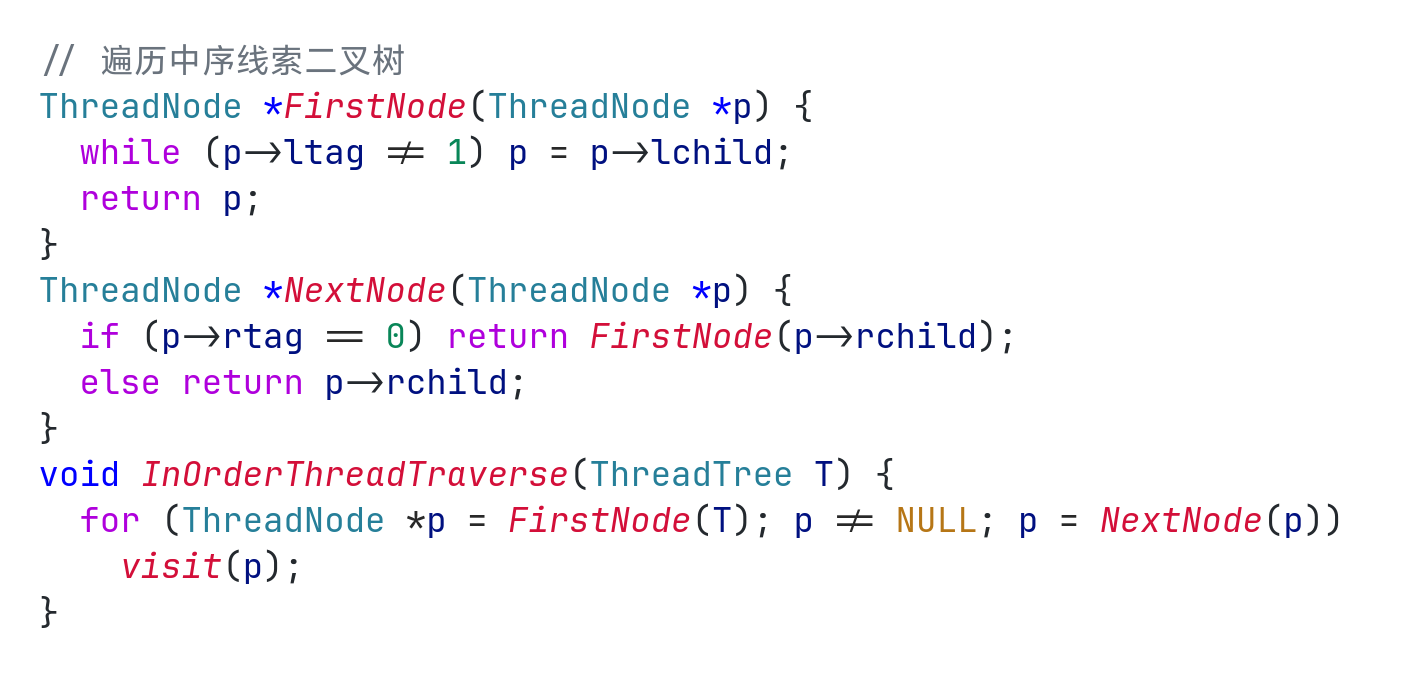 // 遍历中序线索二叉树
ThreadNode *FirstNode(ThreadNode *p) {
  while (p->ltag != 1) p = p->lchild;
  return p;
}
ThreadNode *NextNode(ThreadNode *p) {
  if (p->rtag == 0) return FirstNode(p->rchild);
  else return p->rchild;
}
void InOrderThreadTraverse(ThreadTree T) {
  for (ThreadNode *p = FirstNode(T); p != NULL; p = NextNode(p))
    visit(p);
}